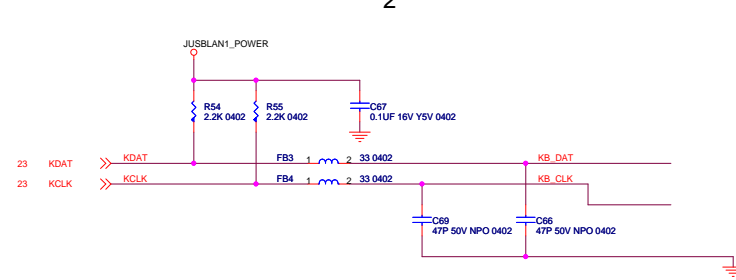 2
JUSBLAN1_POWER
R54
2.2K 0402
R55
2.2K 0402
C67
0.1UF 16V Y5V 0402
23 KDAT KDAT FB3 1 2 33 0402 KB_DAT
23 KCLK KCLK FB4 1 2 33 0402 KB_CLK
C69
47P 50V NPO 0402
C66
47P 50V NPO 0402